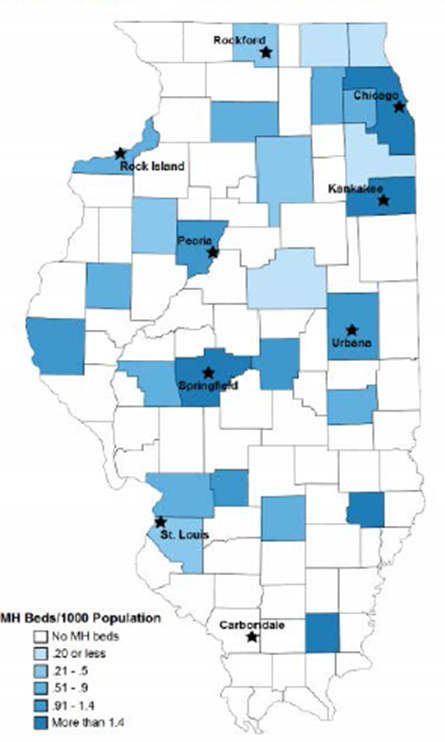 Rockford
Chicago
Rock Island
Kankakee
Peoria
Urbana
Springfield
St. Louis
Carbondale
MH Beds/1000 Population
No MH beds
.20 or less
.21 - .5
.51 - .9
.91 - 1.4
More than 1.4